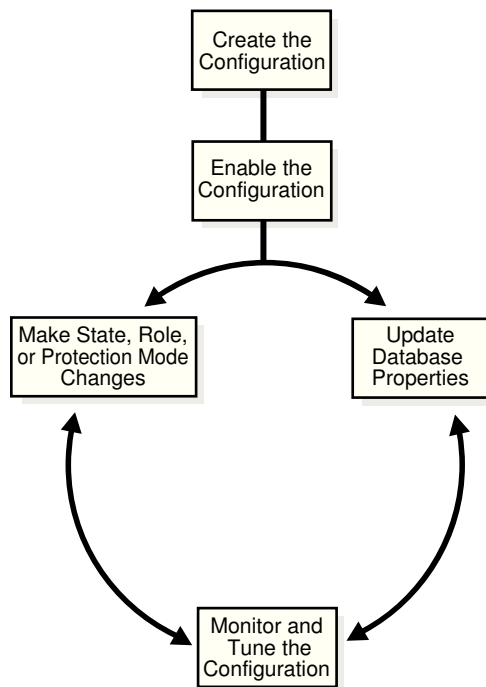 Create the
Configuration
Enable the
Configuration
Make State, Role,
or Protection Mode
Changes
Update
Database
Properties
Monitor and
Tune the
Configuration